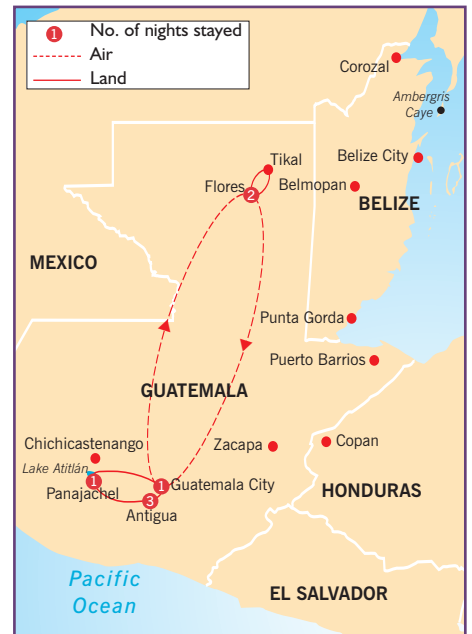 1 No. of nights stayed
Air
Land
Corozal
Ambergris
Caye
Tikal
Belize City
Flores
2
Belmopan
BELIZE
MEXICO
Punta Gorda
Puerto Barrios
GUATEMALA
Chichicastenango
Zacapa
Copan
Lake Atitlán
1
Panajachel
1
Guatemala City
3
Antigua
HONDURAS
Pacific
Ocean
EL SALVADOR